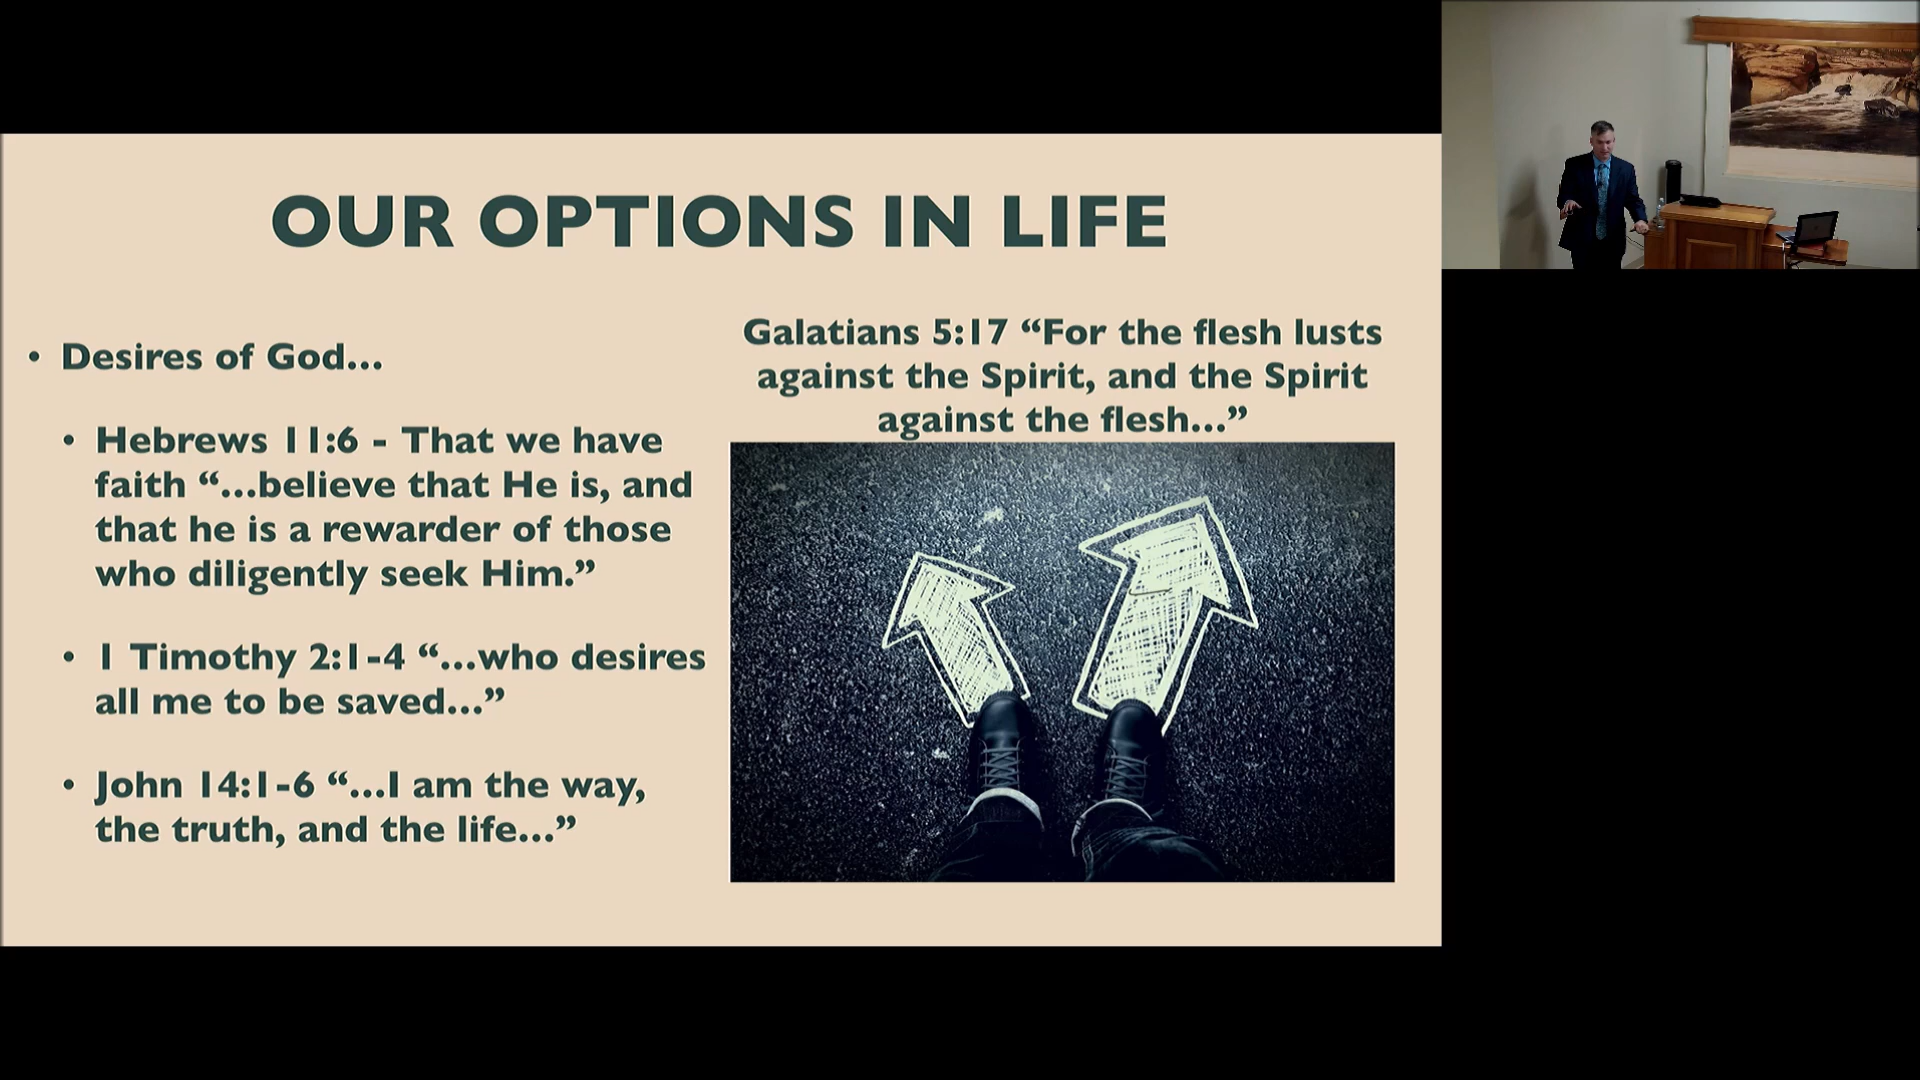 OUR OPTIONS IN LIFE
• Desires of God...
• Hebrews 11:6 - That we have
faith “...believe that He is, and
that he is a rewarder of those
who diligently seek Him.”
• 1 Timothy 2:1-4 “...who desires
all me to be saved...”
• John 14:1-6 “...I am the way,
the truth, and the life...”
Galatians 5:17 “For the flesh lusts
against the Spirit, and the Spirit
against the flesh...”